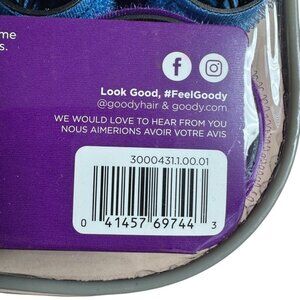 me
s.
Look Good, #FeelGoody
@goodyhair & goody.com
WE WOULD LOVE TO HEAR FROM YOU
NOUS AIMERIONS AVOIR VOTRE AVIS
3000431.1.00.01
0 41457 69744 3